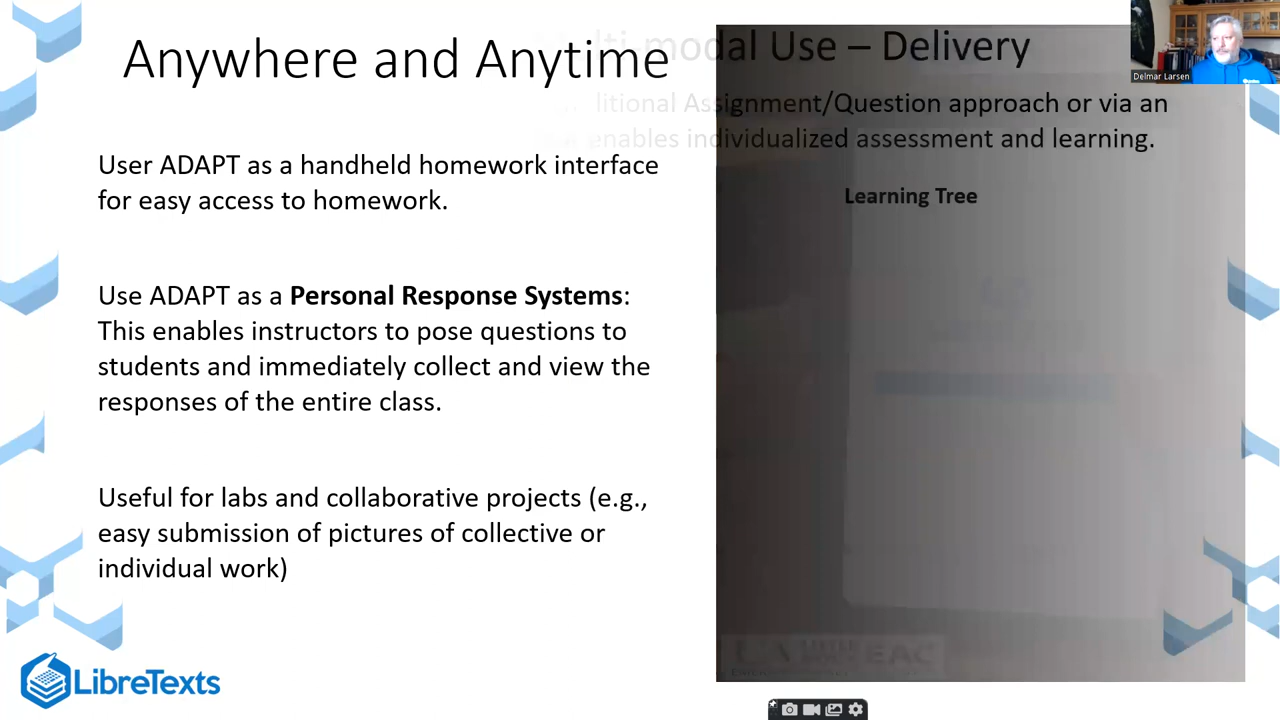 Anywhere and Anytime
modal Use – Delivery
Assignment/Question approach or via an
enables individualized assessment and learning.
Delmar Larsen
User ADAPT as a handheld homework interface
for easy access to homework.
Learning Tree
Use ADAPT as a Personal Response Systems:
This enables instructors to pose questions to
students and immediately collect and view the
responses of the entire class.
Useful for labs and collaborative projects (e.g.,
easy submission of pictures of collective or
individual work)
LibreTexts